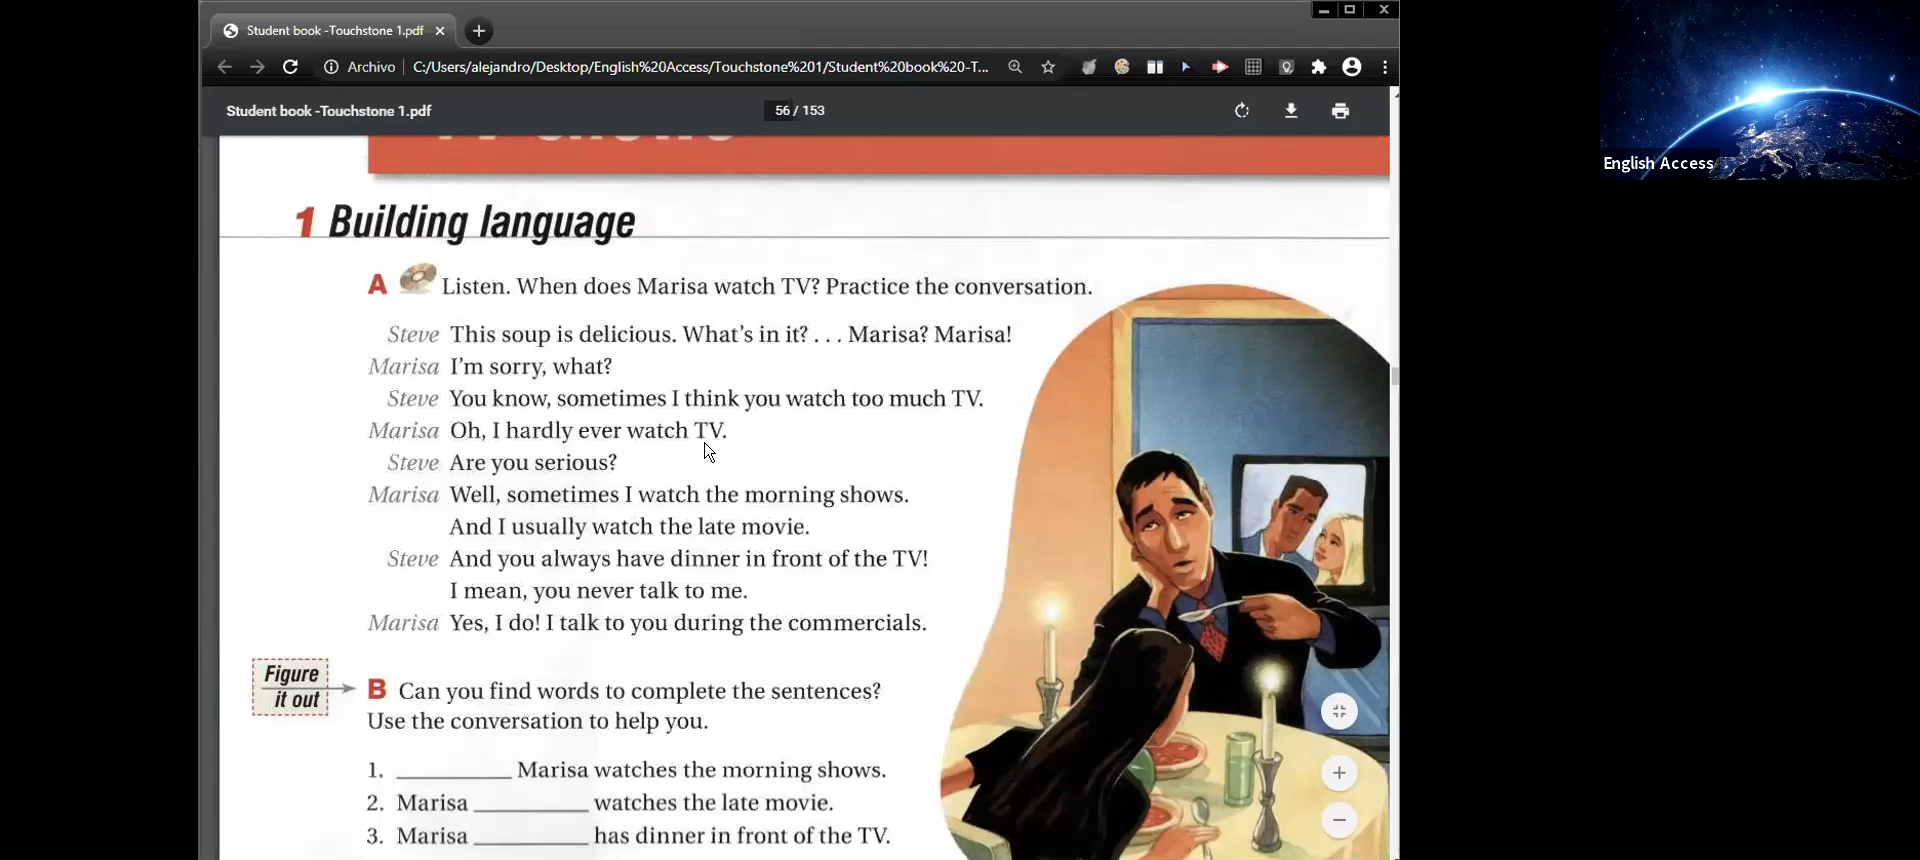 Student book -Touchstone 1.pdf
Archivo
C:/Users/alejandro/Desktop/English%20Access/Touchstone%201/Student%20book%20-T...
Student book -Touchstone 1.pdf
56 / 153
English Access
1 Building language
A Listen. When does Marisa watch TV? Practice the conversation.
Steve This soup is delicious. What's in it? . . . Marisa? Marisa!
Marisa I'm sorry, what?
Steve You know, sometimes I think you watch too much TV.
Marisa Oh, I hardly ever watch TV.
Steve Are you serious?
Marisa Well, sometimes I watch the morning shows.
And I usually watch the late movie.
Steve And you always have dinner in front of the TV!
I mean, you never talk to me.
Marisa Yes, I do! I talk to you during the commercials.
Figure
it out
B Can you find words to complete the sentences?
Use the conversation to help you.
1. __________ Marisa watches the morning shows.
2. Marisa __________ watches the late movie.
3. Marisa __________ has dinner in front of the TV.